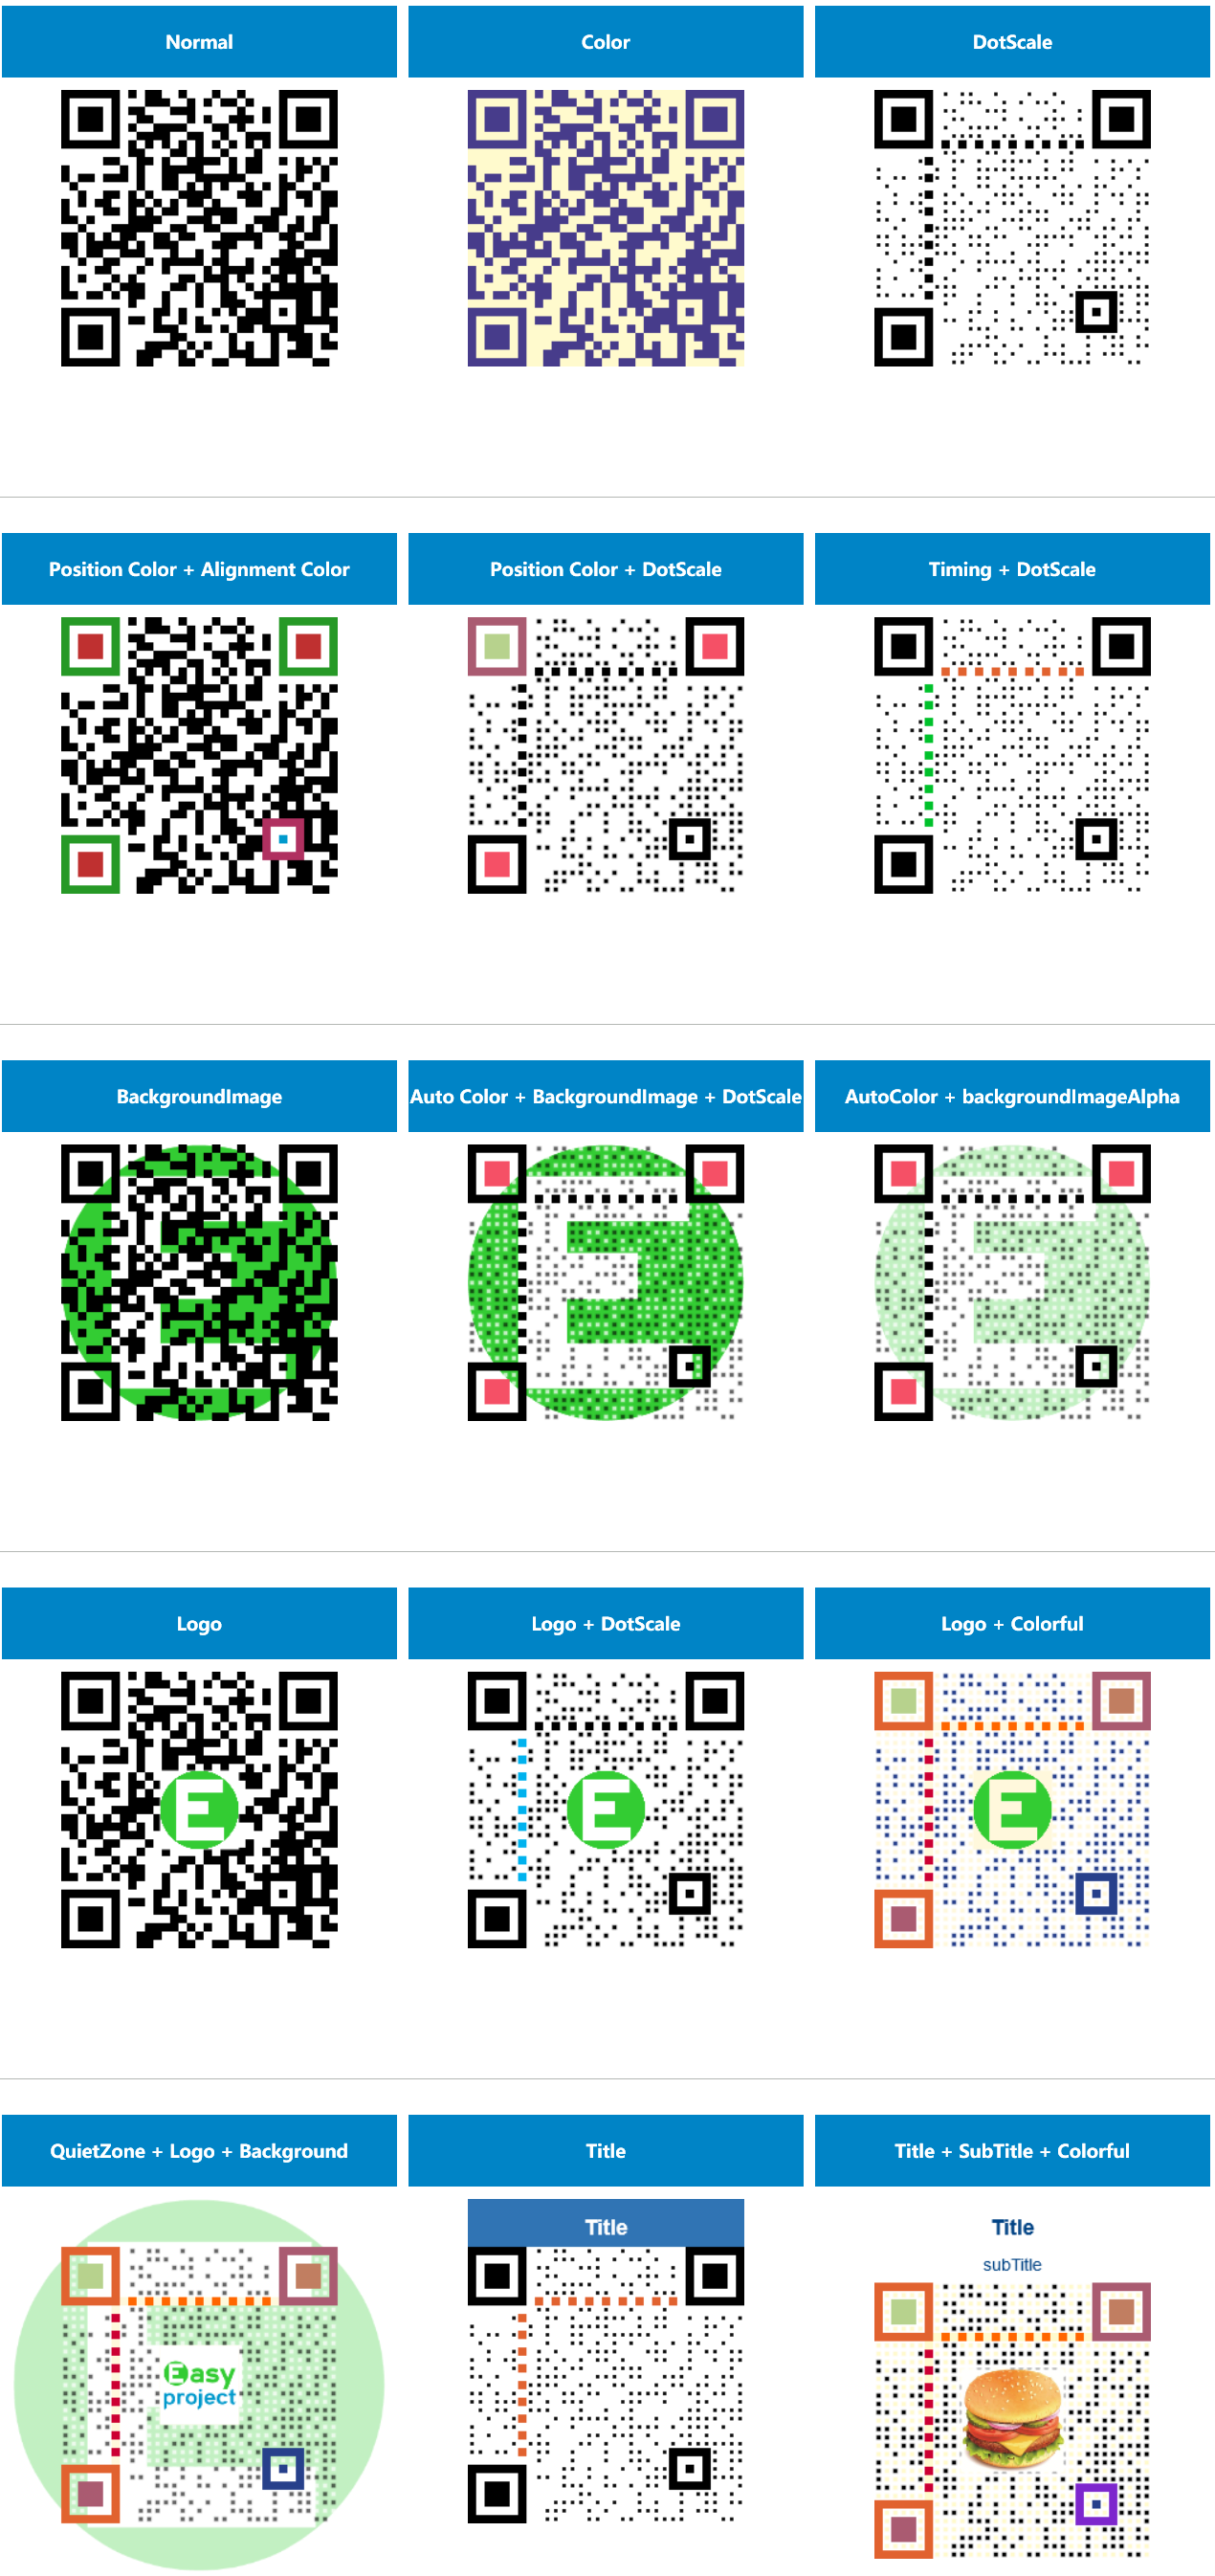 Normal
Color
DotScale
Position Color + Alignment Color
Position Color + DotScale
Timing + DotScale
BackgroundImage
Auto Color + BackgroundImage + DotScale
AutoColor + backgroundImageAlpha
E
E
E
Logo
Logo + DotScale
Logo + Colorful
E
E
E
QuietZone + Logo + Background
Title
Title + SubTitle + Colorful
Title
Title
subTitle
Easy
project